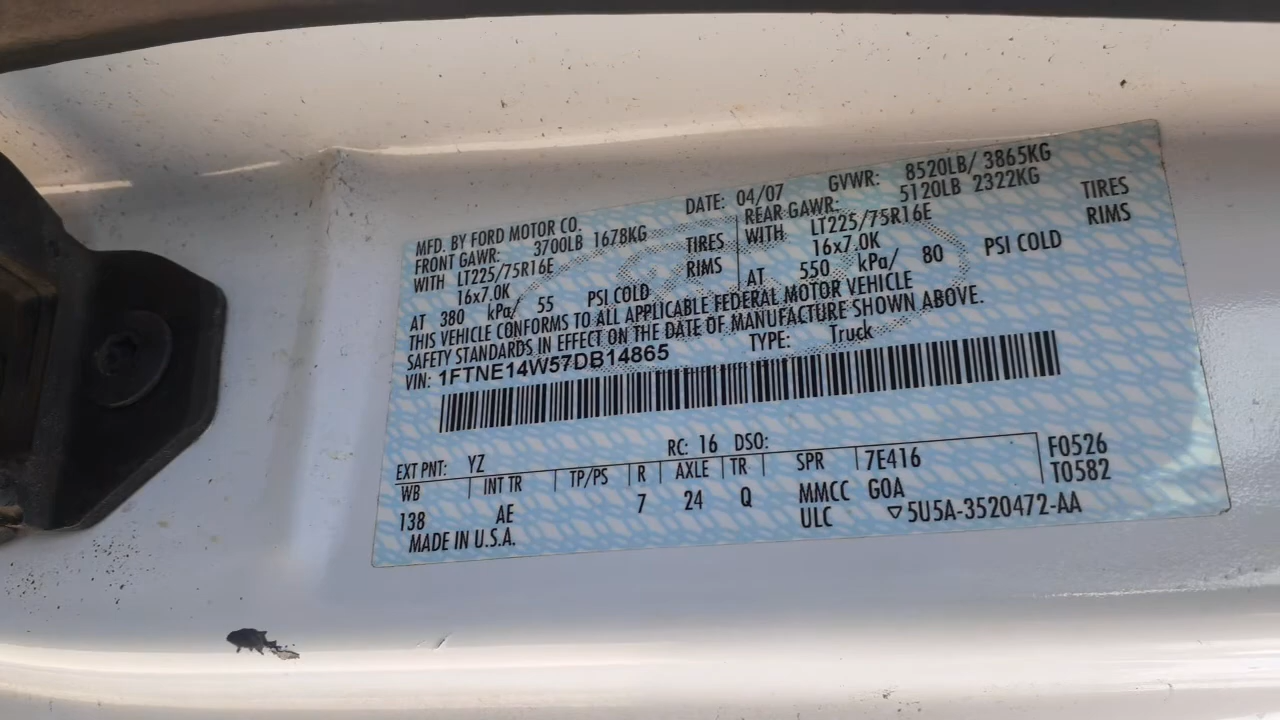 MFD. BY FORD MOTOR CO. DATE: 04/07 GVWR: 8520LB/ 3865KG
FRONT GAWR: 3700LB 1678KG REAR GAWR: 5120LB 2322KG
WITH LT225/75R16E TIRES WITH LT225/75R16E TIRES
16x7.0K RIMS 16x7.0K RIMS
AT 380 kPa/ 55 PSI COLD AT 550 kPa/ 80 PSI COLD
THIS VEHICLE CONFORMS TO ALL APPLICABLE FEDERAL MOTOR VEHICLE
SAFETY STANDARDS IN EFFECT ON THE DATE OF MANUFACTURE SHOWN ABOVE.
VIN: 1FTNE14W57DB14865 TYPE: Truck
EXT PNT: YZ RC: 16 DSO: F0526
WB INT TR TP/PS R AXLE TR SPR 7E416 T0582
138 AE 7 24 Q MMCC GOA
MADE IN U.S.A. ULC ▽5U5A-3520472-AA